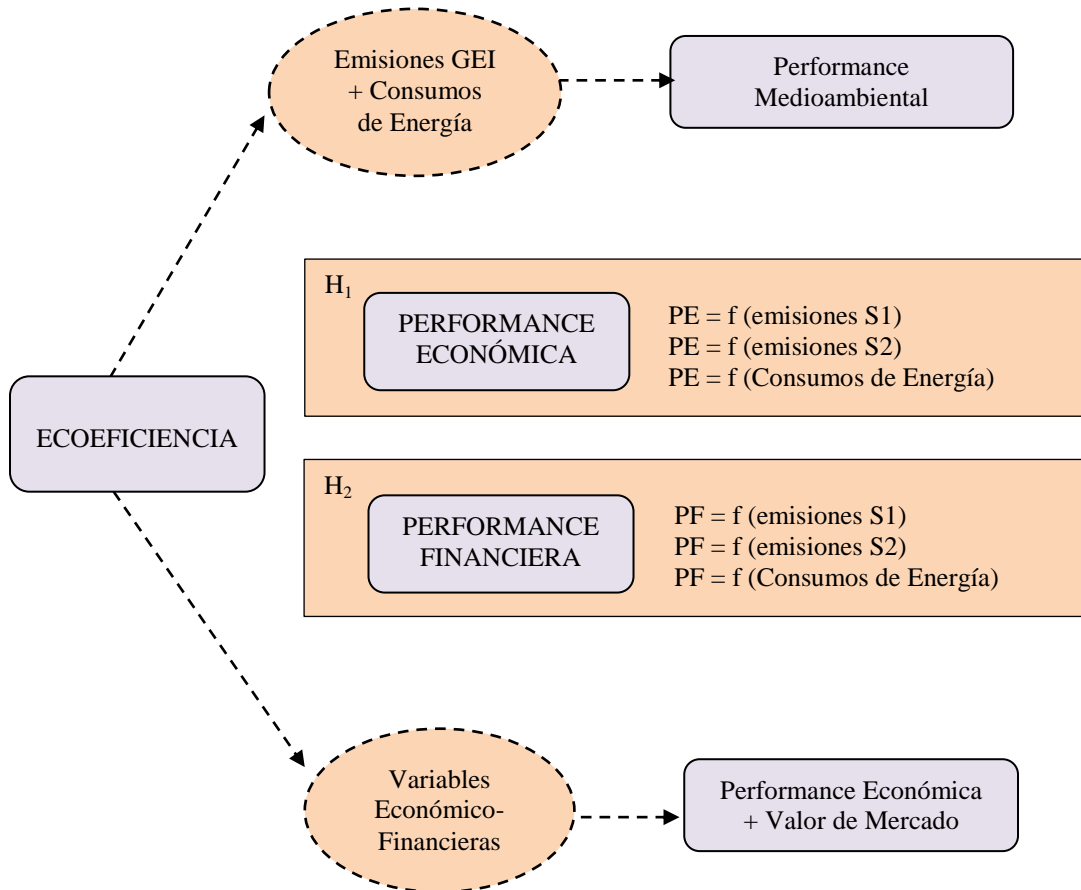 Emisiones GEI
+ Consumos
de Energía
Performance
Medioambiental
H1
PERFORMANCE
ECONÓMICA
PE = f (emisiones S1)
PE = f (emisiones S2)
PE = f (Consumos de Energía)
ECOEFICIENCIA
H2
PERFORMANCE
FINANCIERA
PF = f (emisiones S1)
PF = f (emisiones S2)
PF = f (Consumos de Energía)
Variables
Económico-
Financieras
Performance Económica
+ Valor de Mercado